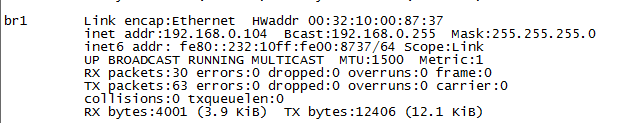 br1 Link encap:Ethernet HWaddr 00:32:10:00:87:37
inet addr:192.168.0.104 Bcast:192.168.0.255 Mask:255.255.255.0
inet6 addr: fe80::232:10ff:fe00:8737/64 Scope:Link
UP BROADCAST RUNNING MULTICAST MTU:1500 Metric:1
RX packets:30 errors:0 dropped:0 overruns:0 frame:0
TX packets:63 errors:0 dropped:0 overruns:0 carrier:0
collisions:0 txqueuelen:0
RX bytes:4001 (3.9 KiB) TX bytes:12406 (12.1 KiB)